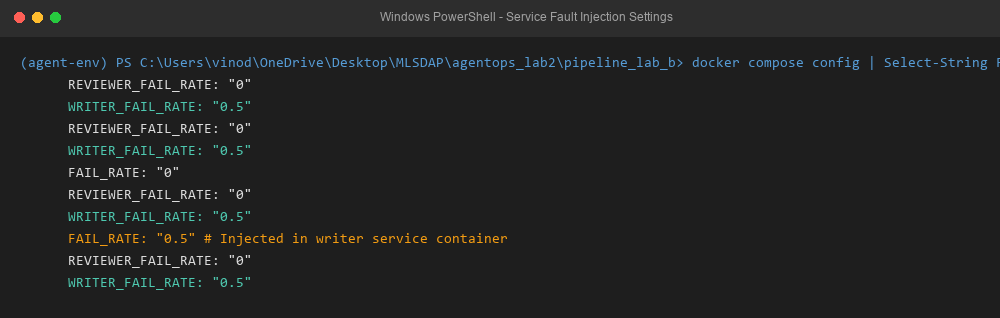 Windows PowerShell - Service Fault Injection Settings
(agent-env) PS C:\Users\vinod\OneDrive\Desktop\MLSDAP\agentops_lab2\pipeline_lab_b> docker compose config | Select-String
REVIEWER_FAIL_RATE: "0"
WRITER_FAIL_RATE: "0.5"
REVIEWER_FAIL_RATE: "0"
WRITER_FAIL_RATE: "0.5"
FAIL_RATE: "0"
REVIEWER_FAIL_RATE: "0"
WRITER_FAIL_RATE: "0.5"
FAIL_RATE: "0.5" # Injected in writer service container
REVIEWER_FAIL_RATE: "0"
WRITER_FAIL_RATE: "0.5"